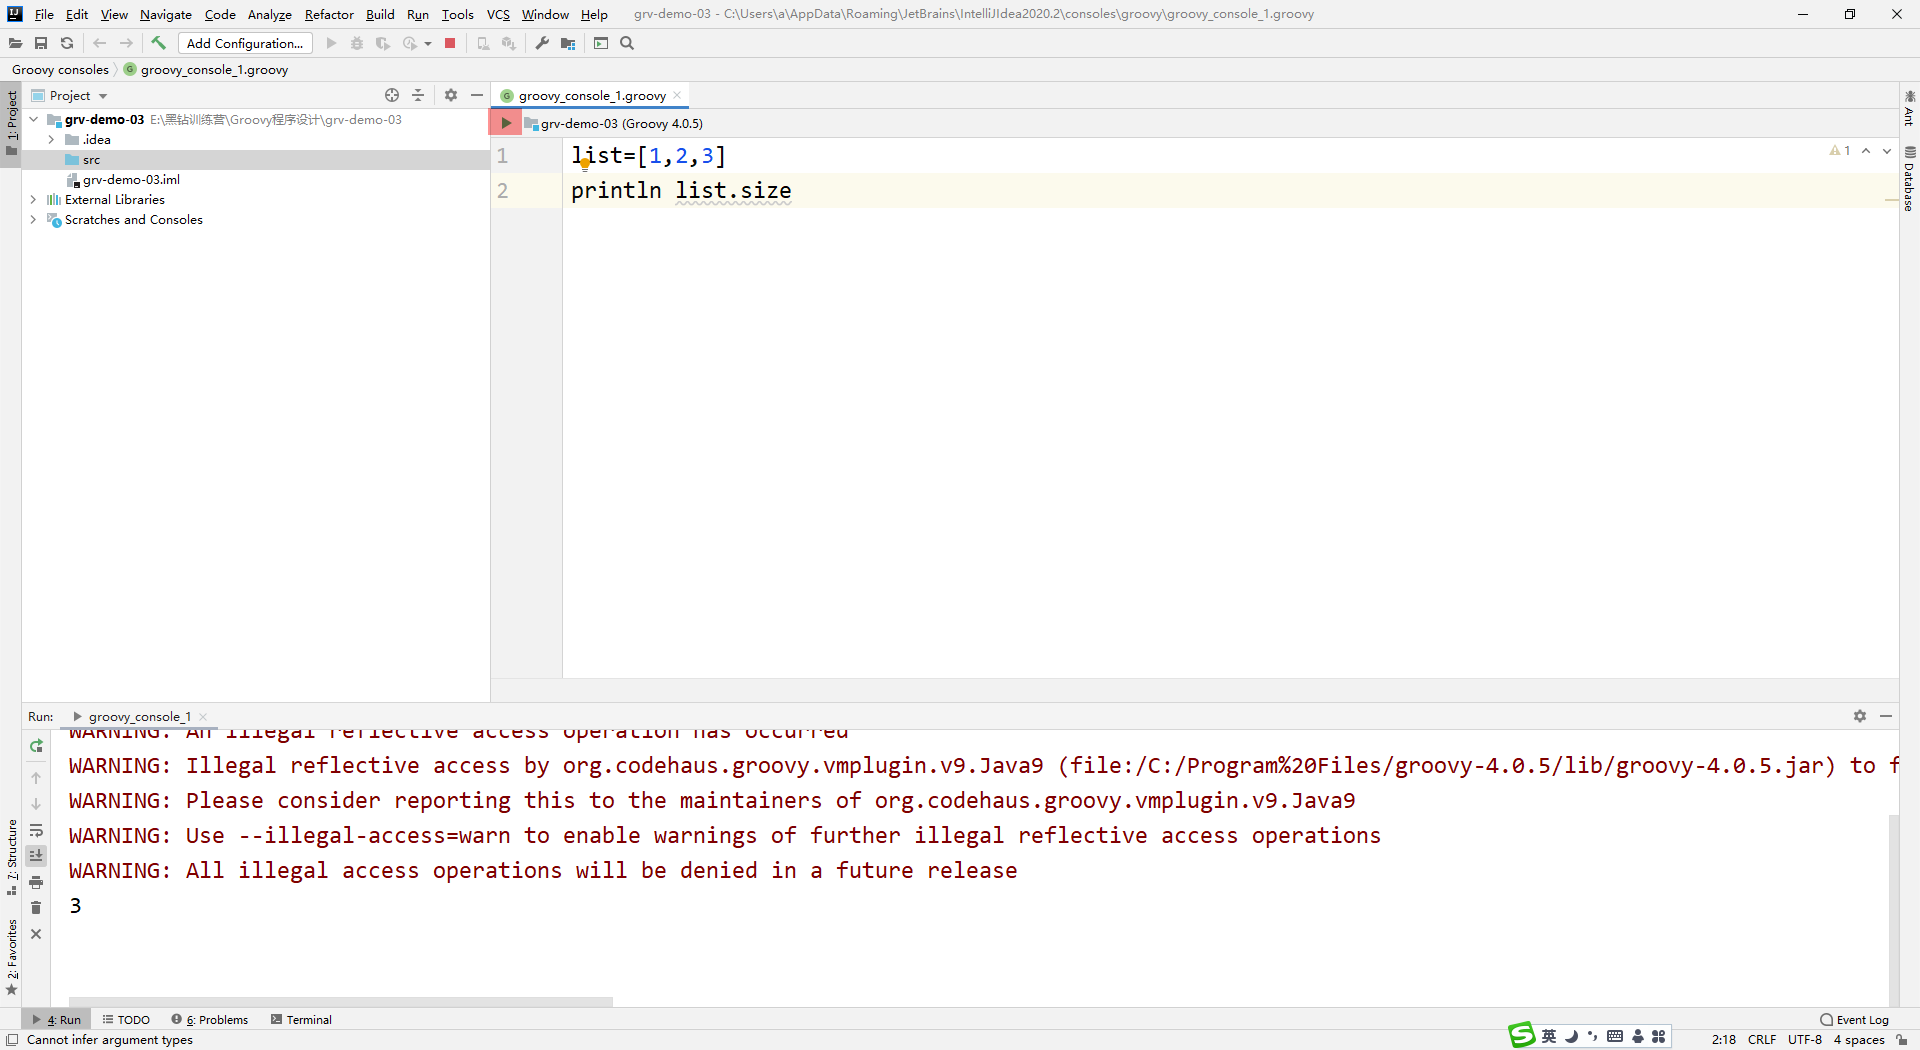 File Edit View Navigate Code Analyze Refactor Build Run Tools VCS Window Help grv-demo-03 - C:\Users\a\AppData\Roaming\JetBrains\IntelliJIdea2020.2\consoles\groovy\groovy_console_1.groovy
Add Configuration...
Groovy consoles groovy_console_1.groovy
1: Project
Project
groovy_console_1.groovy
grv-demo-03 E:\黑钻训练营\Groovy程序设计\grv-demo-03
.idea
src
grv-demo-03.iml
External Libraries
Scratches and Consoles
grv-demo-03 (Groovy 4.0.5)
1 list=[1,2,3]
2 println list.size
1
Ant
Database
Run: groovy_console_1
WARNING: An illegal reflective access operation has occurred
WARNING: Illegal reflective access by org.codehaus.groovy.vmplugin.v9.Java9 (file:/C:/Program%20Files/groovy-4.0.5/lib/groovy-4.0.5.jar) to f
WARNING: Please consider reporting this to the maintainers of org.codehaus.groovy.vmplugin.v9.Java9
WARNING: Use --illegal-access=warn to enable warnings of further illegal reflective access operations
WARNING: All illegal access operations will be denied in a future release
3
7: Structure
2: Favorites
4: Run TODO 6: Problems Terminal Event Log
Cannot infer argument types
英
2:18 CRLF UTF-8 4 spaces